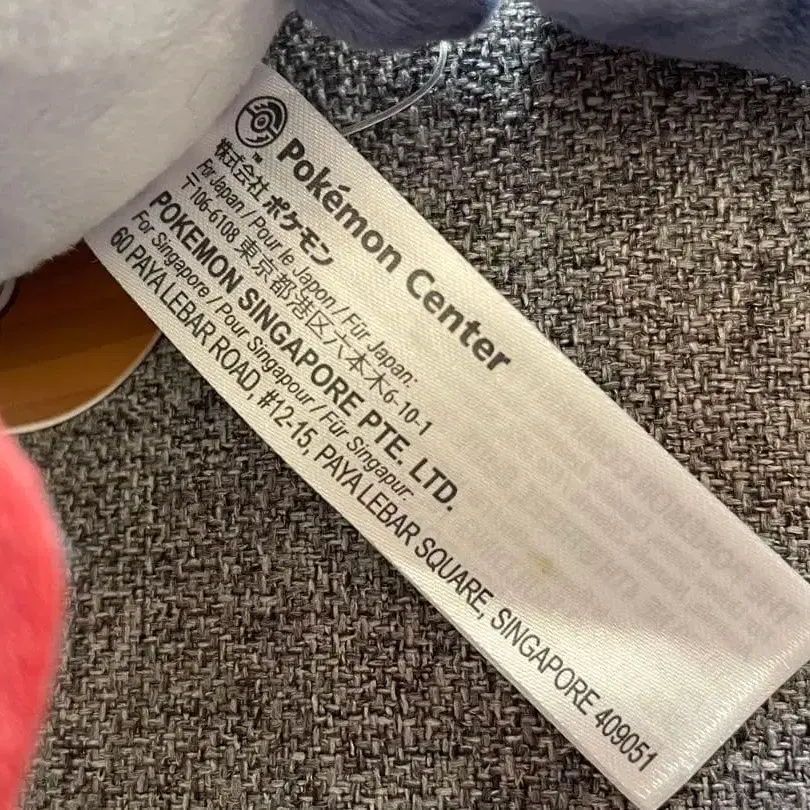 Pokémon Center
株式会社 ポケモン
For Japan / Pour le Japon / Für Japan:
〒106-6108 東京都港区六本木6-10-1
POKEMON SINGAPORE PTE. LTD.
For Singapore / Pour Singapour / Für Singapur:
60 PAYA LEBAR ROAD, #12-15, PAYA LEBAR SQUARE, SINGAPORE 409051